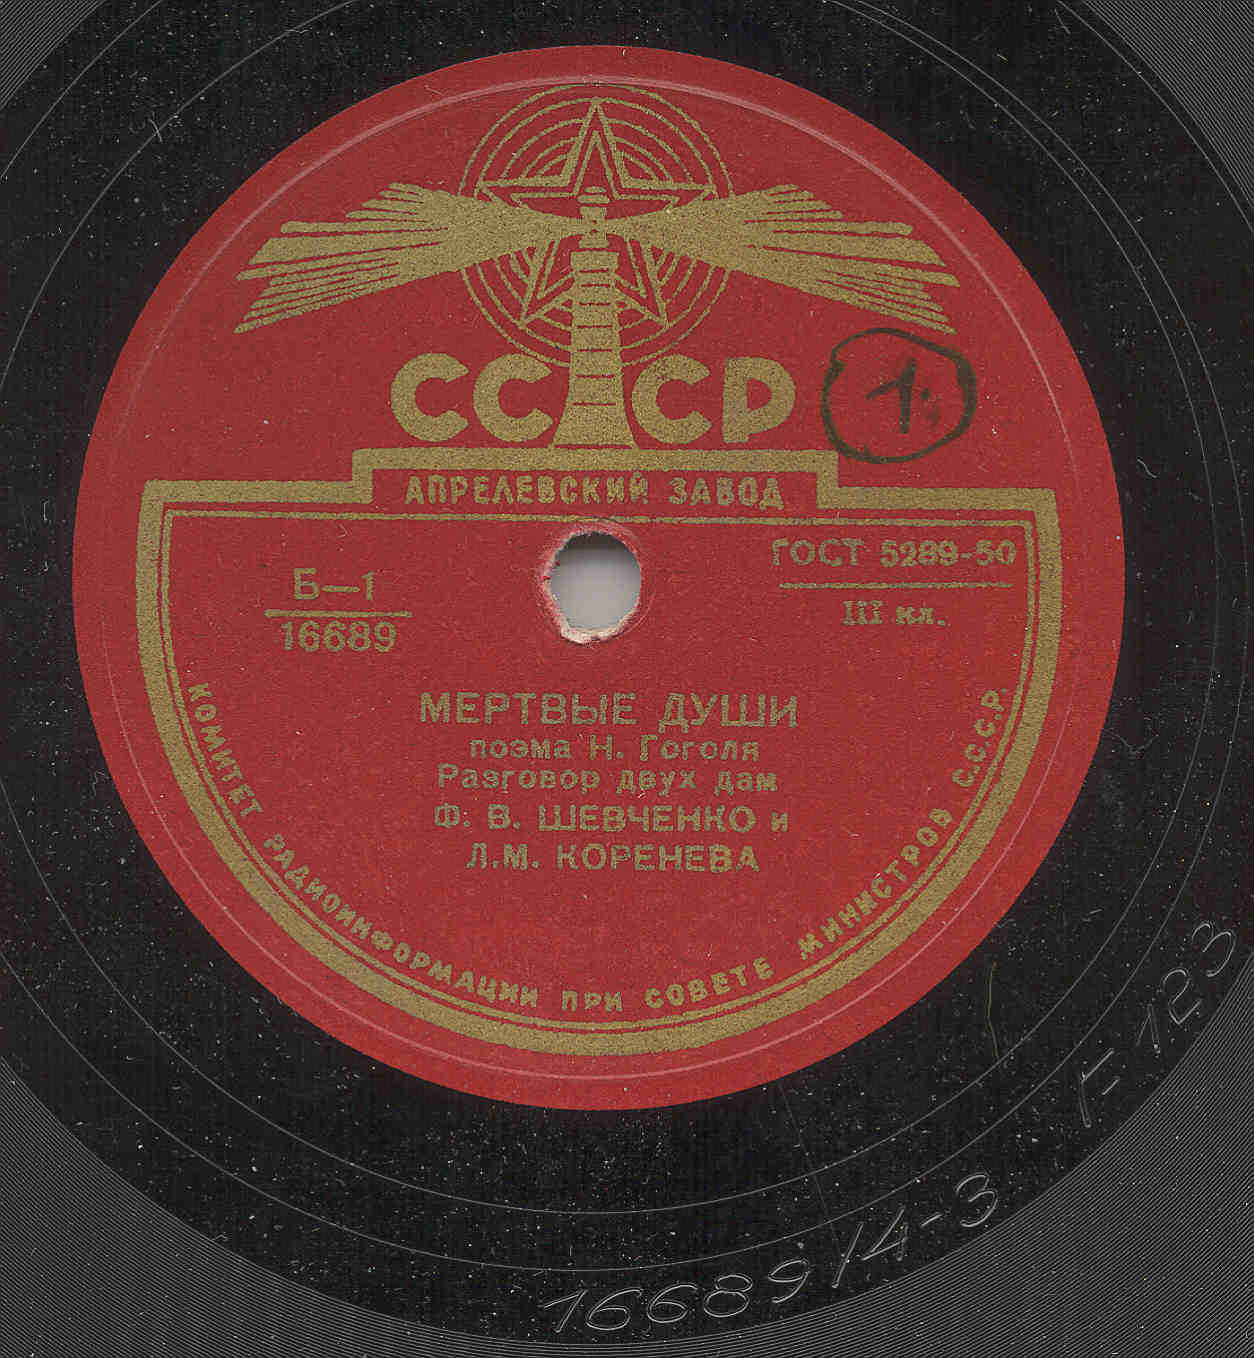 СССР
1.
АПРЕЛЕВСКИЙ ЗАВОД
ГОСТ 5289-50
III кл.
Б—1
16689
МЕРТВЫЕ ДУШИ
поэма Н. Гоголя
Разговор двух дам
Ф. В. ШЕВЧЕНКО и
Л.М. КОРЕНЕВА
КОМИТЕТ РАДИОИНФОРМАЦИИ ПРИ СОВЕТЕ МИНИСТРОВ С.С.С.Р.
16689/4-3 F-123